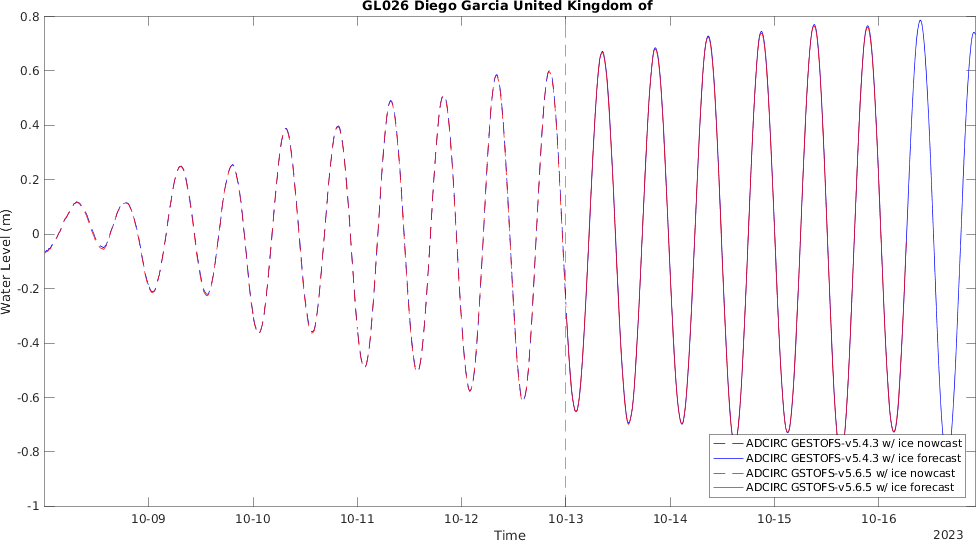 GL026 Diego Garcia United Kingdom of
0.8
0.6
0.4
0.2
0
-0.2
-0.4
-0.6
-0.8
-1
Water Level (m)
10-09 10-10 10-11 10-12 10-13 10-14 10-15 10-16
Time
2023
ADCIRC GESTOFS-v5.4.3 w/ ice nowcast
ADCIRC GESTOFS-v5.4.3 w/ ice forecast
ADCIRC GSTOFS-v5.6.5 w/ ice nowcast
ADCIRC GSTOFS-v5.6.5 w/ ice forecast